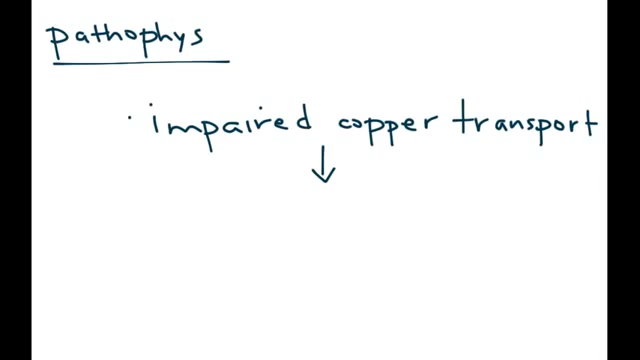 pathophys
· impaired copper transport
↓